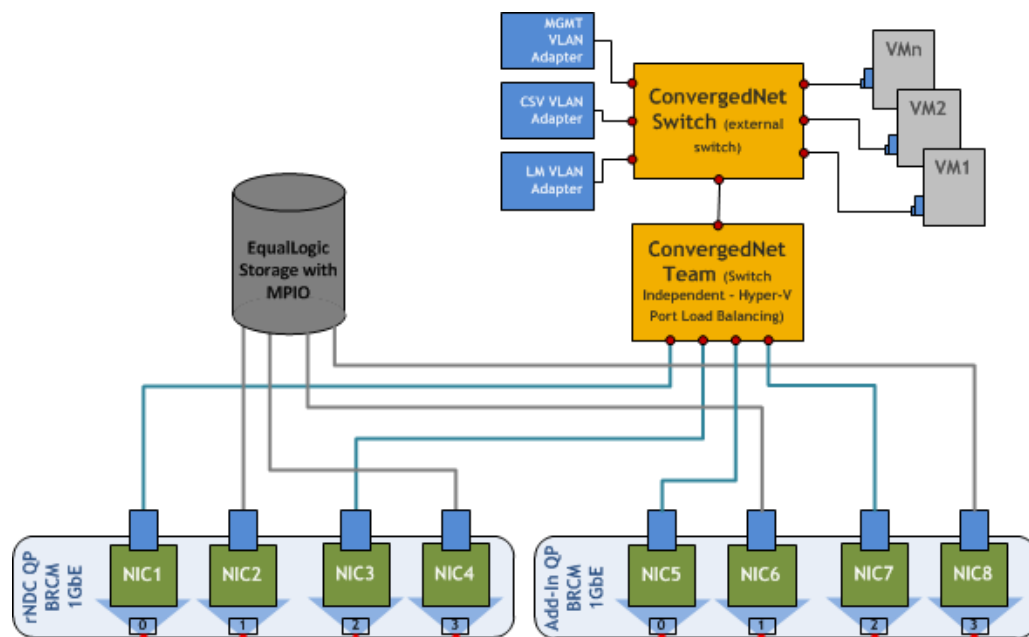 MGMT
VLAN
Adapter
CSV VLAN
Adapter
LM VLAN
Adapter
ConvergedNet
Switch (external
switch)
VMn
VM2
VM1
EqualLogic
Storage with
MPIO
ConvergedNet
Team (Switch
Independent - Hyper-V
Port Load Balancing)
rNDC QP
BRCM
1GbE
NIC1
NIC2
NIC3
NIC4
0
1
2
3
Add-In QP
BRCM
1GbE
NIC5
NIC6
NIC7
NIC8
0
1
2
3